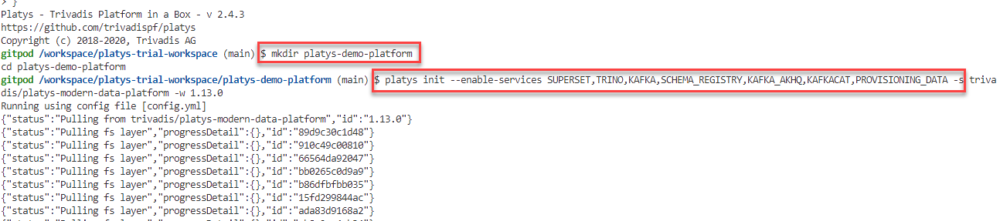 > }
Platys - Trivadis Platform in a Box - v 2.4.3
https://github.com/trivadispf/platys
Copyright (c) 2018-2020, Trivadis AG
gitpod /workspace/platys-trial-workspace (main) $ mkdir platys-demo-platform
cd platys-demo-platform
gitpod /workspace/platys-trial-workspace/platys-demo-platform (main) $ platys init --enable-services SUPERSET,TRINO,KAFKA,SCHEMA_REGISTRY,KAFKA_AKHQ,KAFKACAT,PROVISIONING_DATA -s triva
dis/platys-modern-data-platform -w 1.13.0
Running using config file [config.yml]
{"status":"Pulling from trivadis/platys-modern-data-platform","id":"1.13.0"}
{"status":"Pulling fs layer","progressDetail":{},"id":"89d9c30c1d48"}
{"status":"Pulling fs layer","progressDetail":{},"id":"910c49c00810"}
{"status":"Pulling fs layer","progressDetail":{},"id":"66564da92047"}
{"status":"Pulling fs layer","progressDetail":{},"id":"bb0265c0d9a9"}
{"status":"Pulling fs layer","progressDetail":{},"id":"b86dfbfbb035"}
{"status":"Pulling fs layer","progressDetail":{},"id":"15fd299844ac"}
{"status":"Pulling fs layer","progressDetail":{},"id":"ada83d9168a2"}